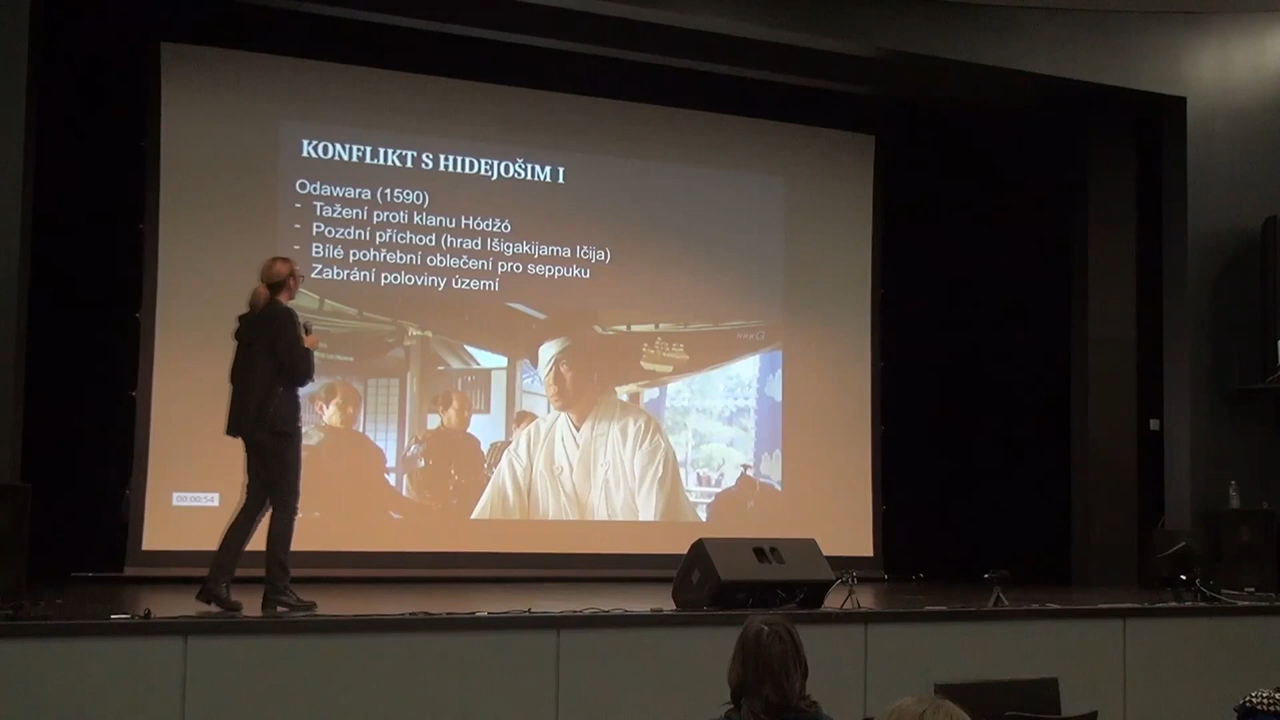 KONFLIKT S HIDEJOŠIM I
Odawara (1590)
- Tažení proti klanu Hódžó
- Pozdní příchod (hrad Išigakijama Ičija)
- Bílé pohřební oblečení pro seppuku
Zabrání poloviny území
NHK G
00:00:54